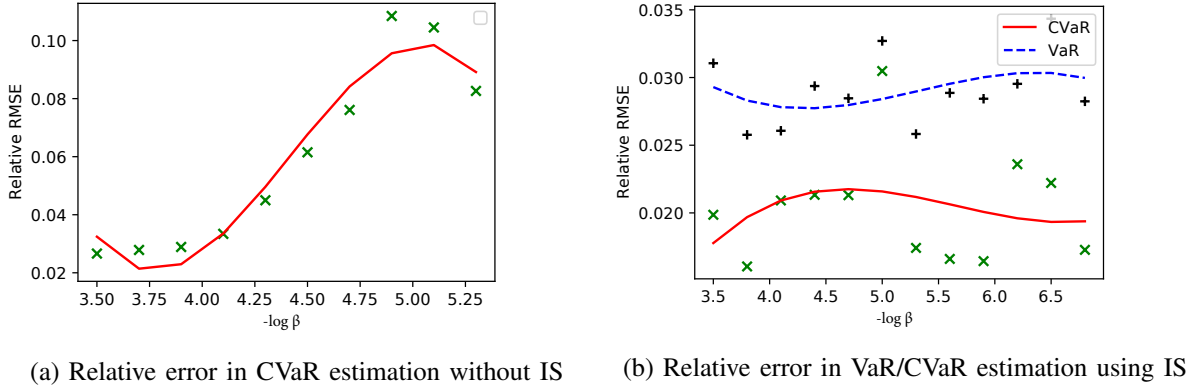 0.10
0.08
0.06
0.04
0.02
Relative RMSE
3.50 3.75 4.00 4.25 4.50 4.75 5.00 5.25
-log β
(a) Relative error in CVaR estimation without IS
0.035
0.030
0.025
0.020
Relative RMSE
CVaR
VaR
3.5 4.0 4.5 5.0 5.5 6.0 6.5
-log β
(b) Relative error in VaR/CVaR estimation using IS